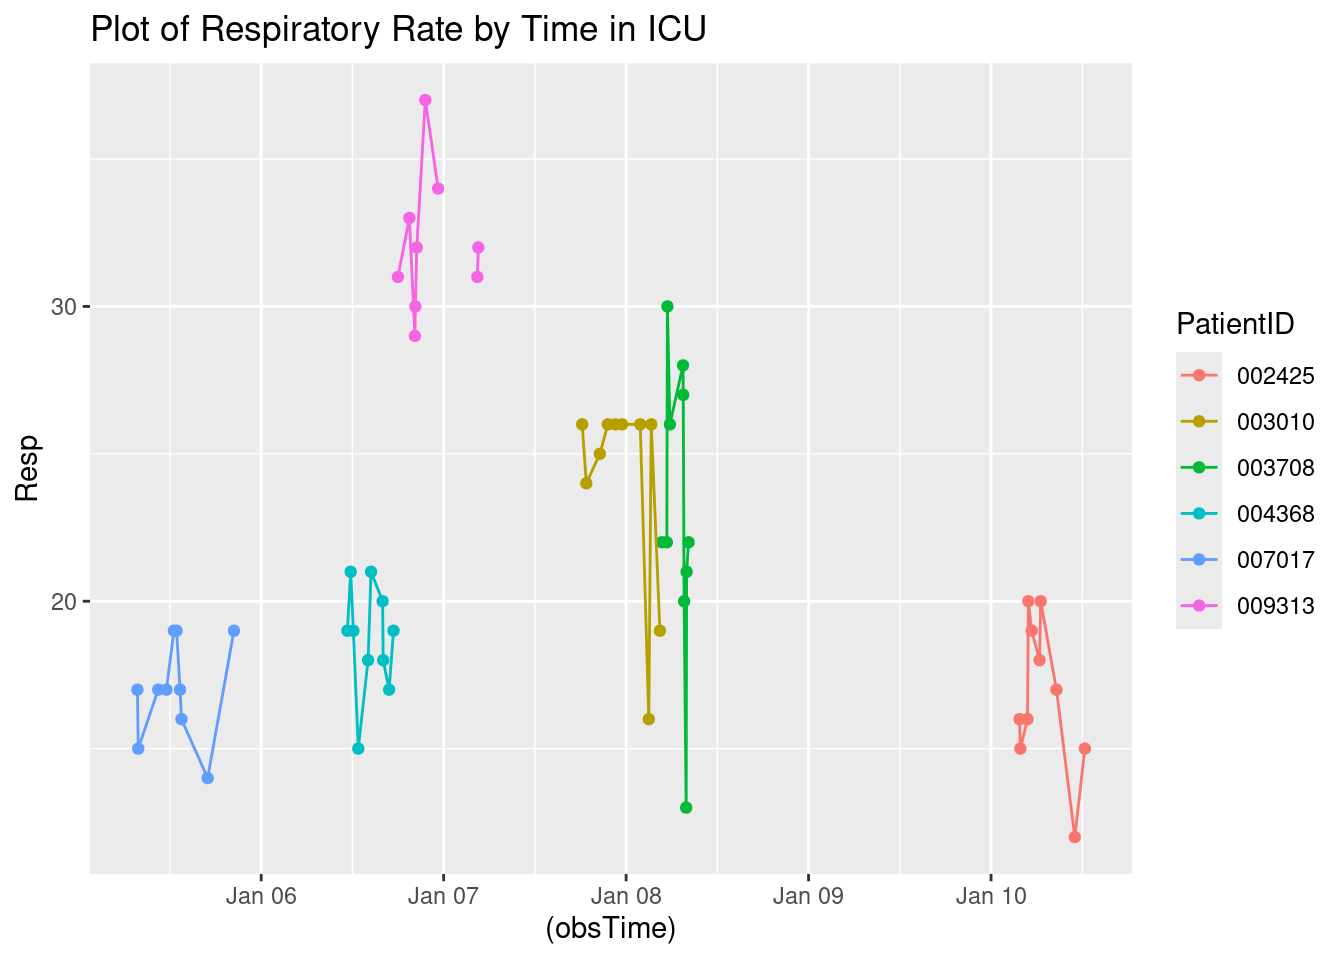 Plot of Respiratory Rate by Time in ICU
30
20
Resp
Jan 06
Jan 07
Jan 08
Jan 09
Jan 10
(obsTime)
PatientID
002425
003010
003708
004368
007017
009313